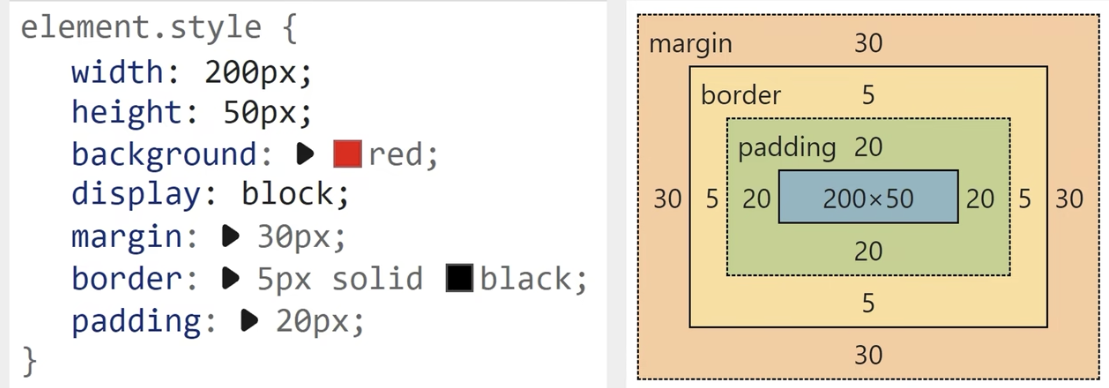 element.style {
width: 200px;
height: 50px;
background: red;
display: block;
margin: 30px;
border: 5px solid black;
padding: 20px;
}
margin 30
border 5
padding 20
30 5 20 200×50 20 5 30
20
5
30